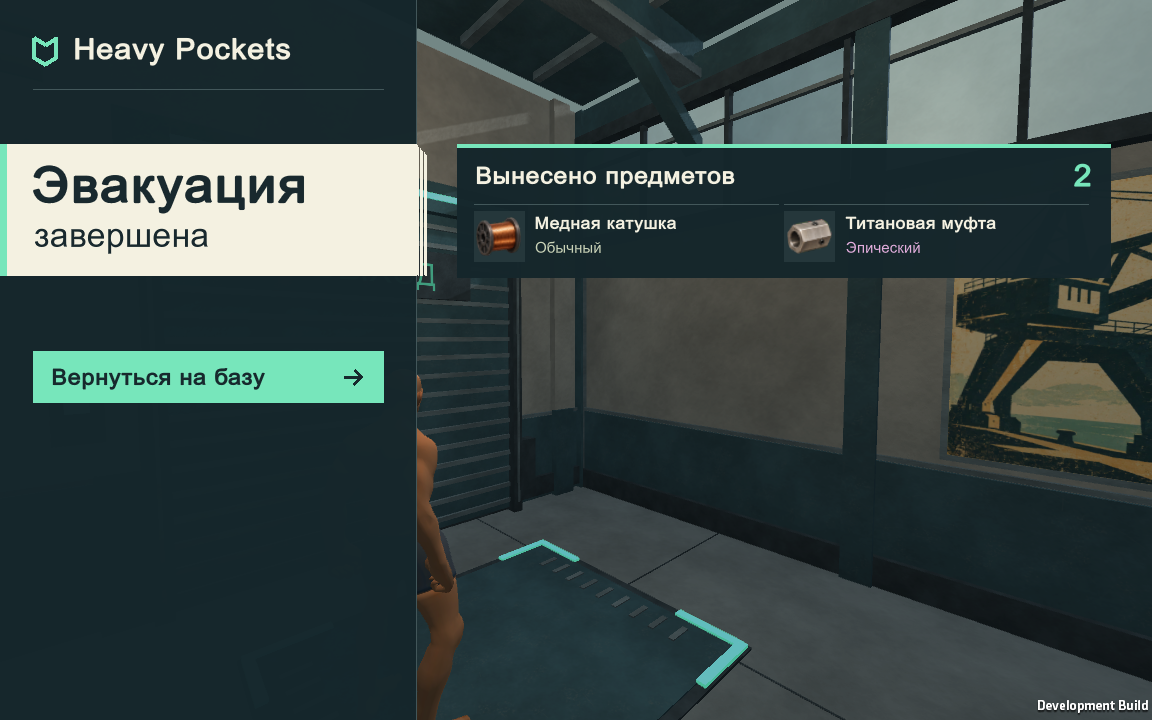 Heavy Pockets
Эвакуация
завершена
Вынесено предметов
2
Медная катушка
Обычный
Титановая муфта
Эпический
Вернуться на базу
Development Build